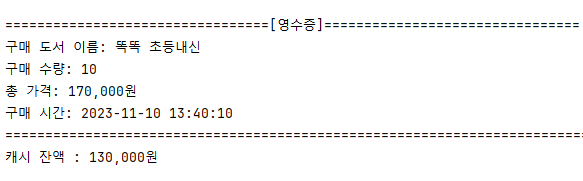 =================================[영수증]================================
구매 도서 이름: 똑똑 초등내신
구매 수량: 10
총 가격: 170,000원
구매 시간: 2023-11-10 13:40:10
=========================================================================
캐시 잔액 : 130,000원